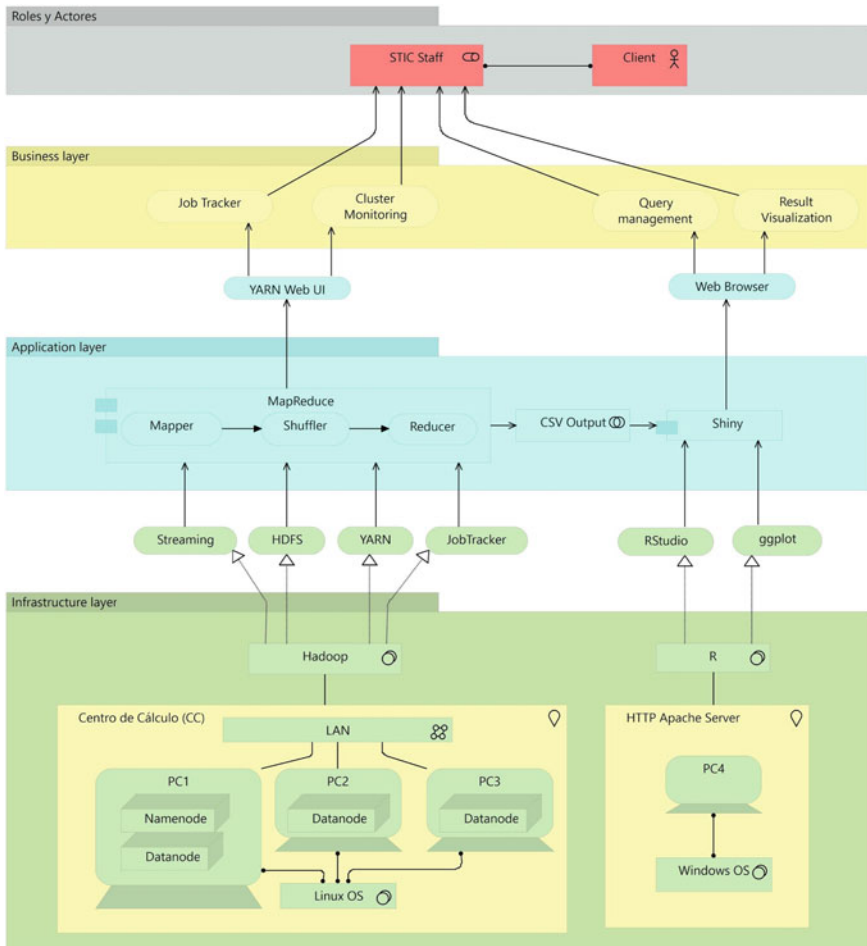 Roles y Actores
STIC Staff
Client
Business layer
Job Tracker
Cluster
Monitoring
Query
management
Result
Visualization
YARN Web UI
Web Browser
Application layer
MapReduce
Mapper
Shuffler
Reducer
CSV Output
Shiny
Streaming
HDFS
YARN
JobTracker
RStudio
ggplot
Infrastructure layer
Hadoop
R
Centro de Cálculo (CC)
LAN
HTTP Apache Server
PC1
PC2
PC3
PC4
Namenode
Datanode
Datanode
Datanode
Linux OS
Windows OS